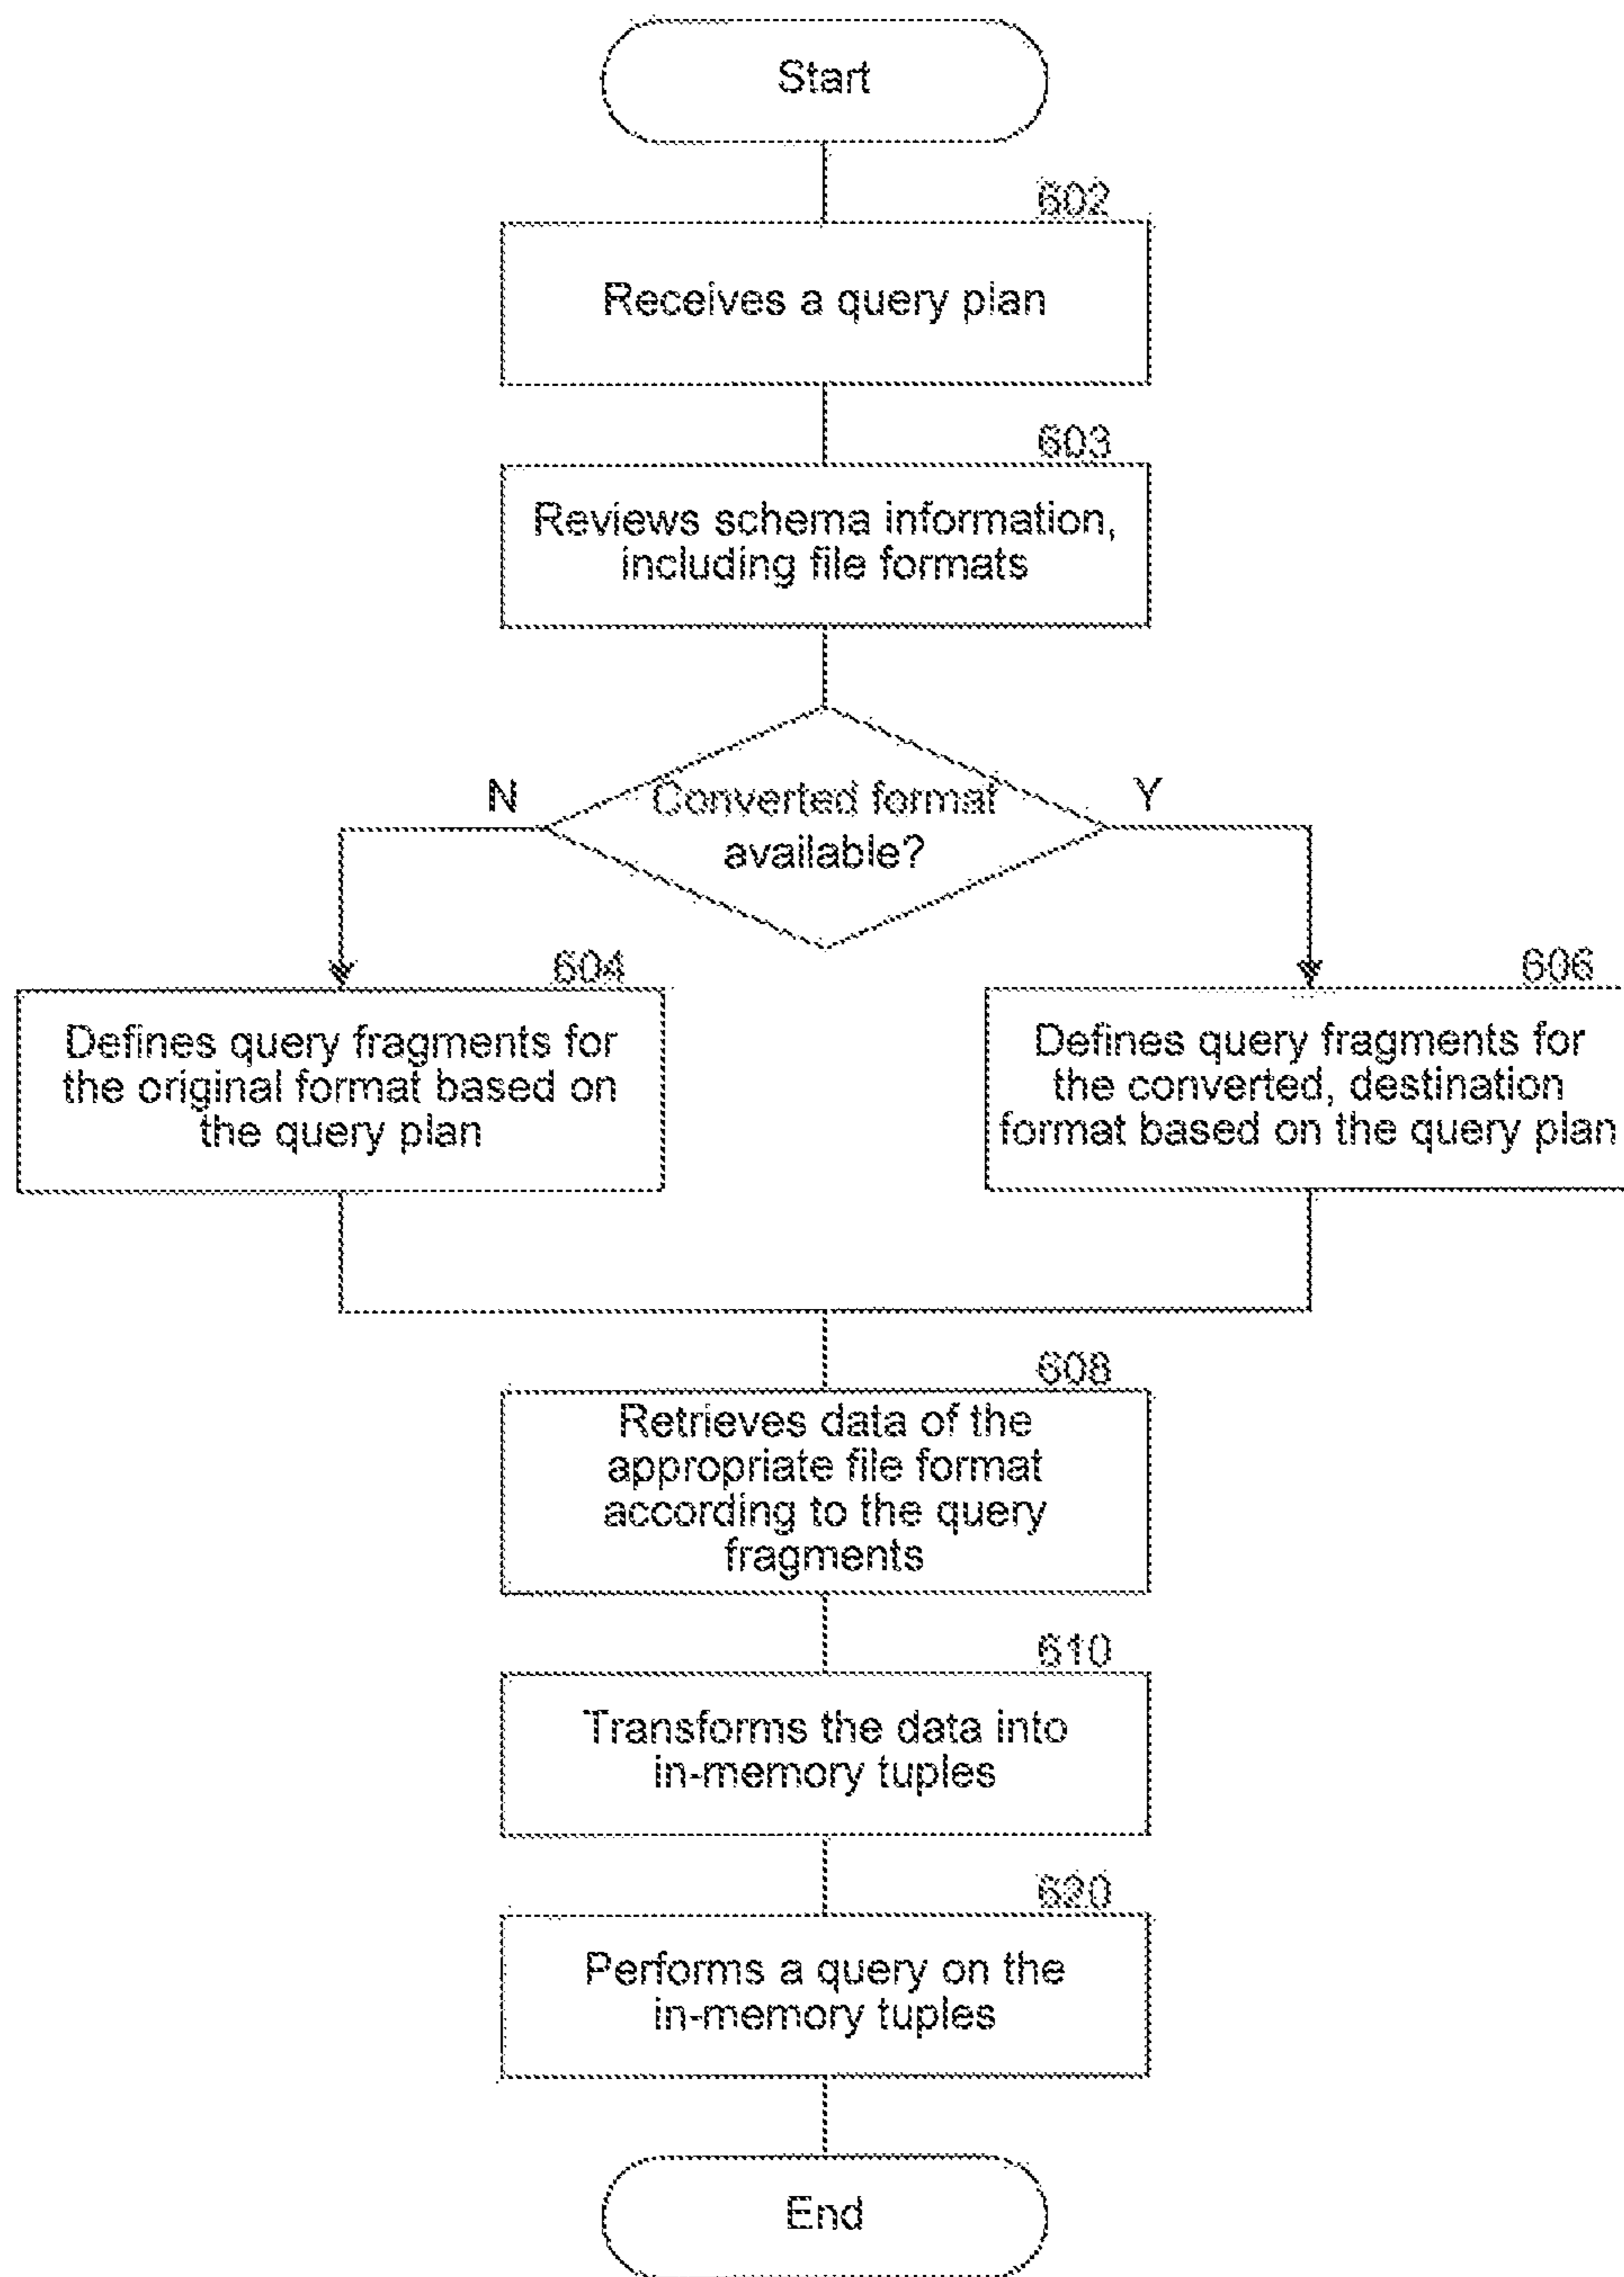 Start
602
Receives a query plan
603
Reviews schema information,
including file formats
N
Converted format
available?
Y
604
Defines query fragments for
the original format based on
the query plan
606
Defines query fragments for
the converted, destination
format based on the query plan
608
Retrieves data of the
appropriate file format
according to the query
fragments
610
Transforms the data into
in-memory tuples
620
Performs a query on the
in-memory tuples
End